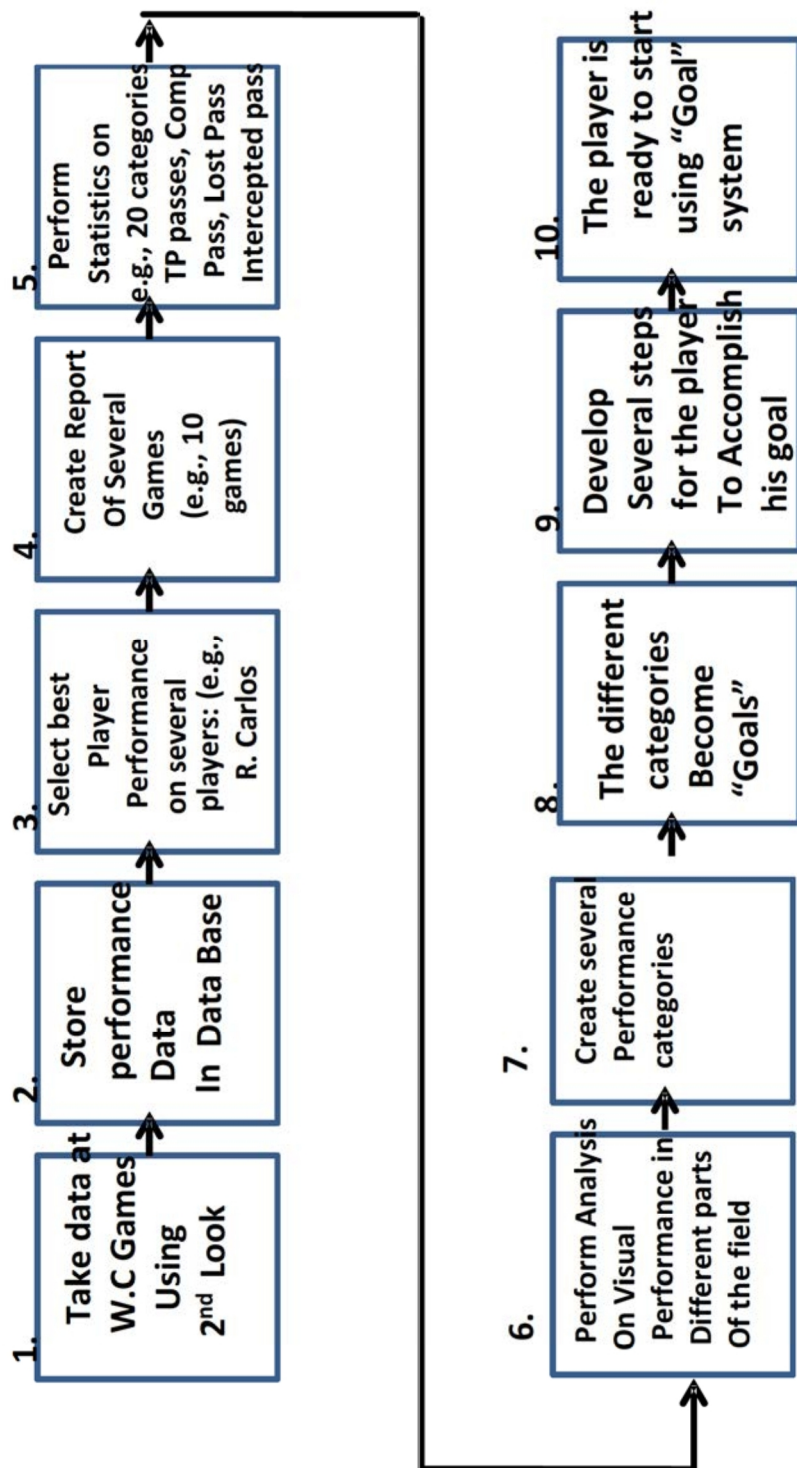 1.
Take data at
W.C Games
Using
2nd Look
2.
Store
performance
Data
In Data Base
3.
Select best
Player
Performance
on several
players: (e.g.,
R. Carlos
4.
Create Report
Of Several
Games
(e.g., 10
games)
5.
Perform
Statistics on
e.g., 20 categories
TP passes, Comp
Pass, Lost Pass
Intercepted pass
6.
Perform Analysis
On Visual
Performance in
Different parts
Of the field
7.
Create several
Performance
categories
8.
The different
categories
Become
“Goals”
9.
Develop
Several steps
for the player
To Accomplish
his goal
10.
The player is
ready to start
using “Goal”
system